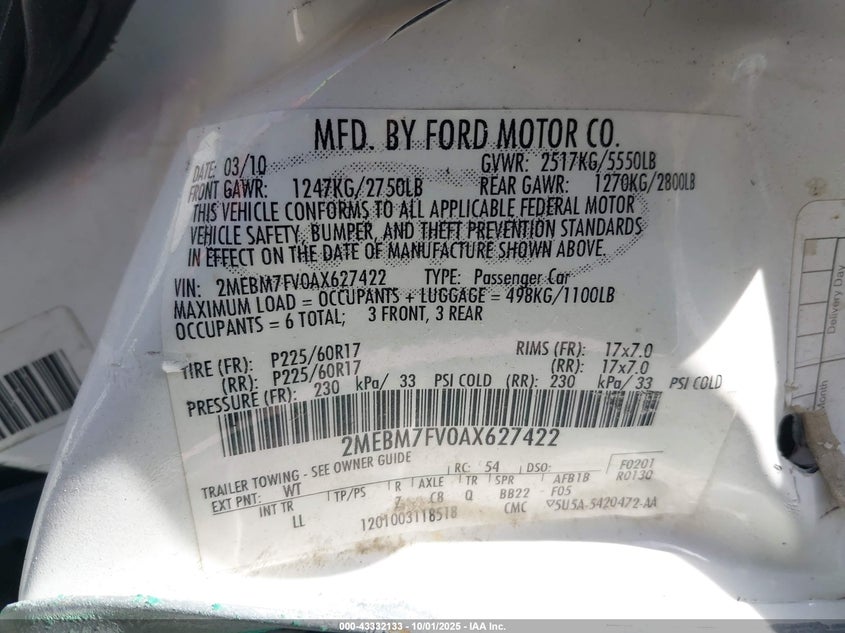 MFD. BY FORD MOTOR CO.
DATE: 03/10 GVWR: 2517KG/5550LB
FRONT GAWR: 1247KG/2750LB REAR GAWR: 1270KG/2800LB
THIS VEHICLE CONFORMS TO ALL APPLICABLE FEDERAL MOTOR
VEHICLE SAFETY, BUMPER, AND THEFT PREVENTION STANDARDS
IN EFFECT ON THE DATE OF MANUFACTURE SHOWN ABOVE.
VIN: 2MEBM7FV0AX627422 TYPE: Passenger Car
MAXIMUM LOAD = OCCUPANTS + LUGGAGE = 498KG/1100LB
OCCUPANTS = 6 TOTAL; 3 FRONT, 3 REAR
TIRE (FR): P225/60R17 RIMS (FR): 17x7.0
(RR): P225/60R17 (RR): 17x7.0
PRESSURE (FR): 230 kPa/ 33 PSI COLD (RR): 230 kPa/ 33 PSI COLD
2MEBM7FV0AX627422
TRAILER TOWING - SEE OWNER GUIDE RC: 54 DSO: F0201
R0130
EXT PNT: WT
INT TR TP/PS R AXLE TR SPR AFB1B
LL 7 C8 Q BB22 F05
1201003118518 CMC 5U5A-5420472-AA
Delivery Day
Month
000-43332133 - 10/01/2025 - IAA Inc.